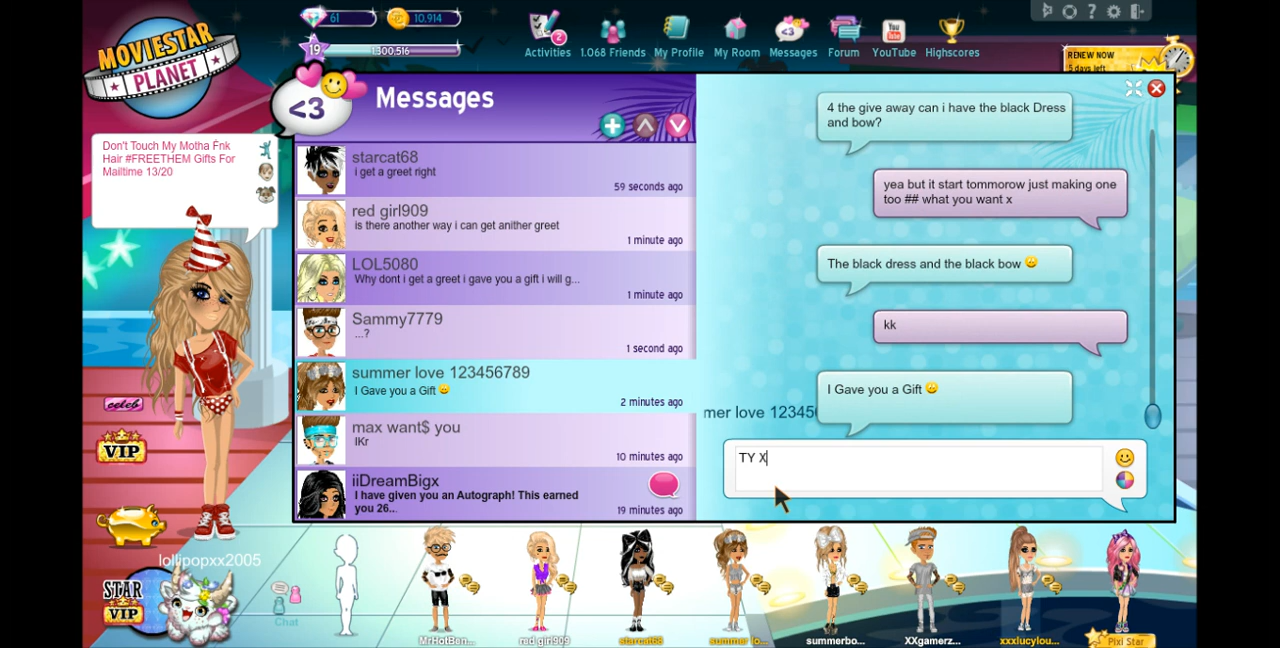 MOVIESTAR
PLANET
61
10.914
19
1,300,516
Activities
2
1.068 Friends
My Profile
My Room
<3
Messages
Forum
You
Tube
YouTube
Highscores
?
RENEW NOW
5 days left
<3
Messages
Don't Touch My Motha Fnk
Hair #FREETHEM Gifts For
Mailtime 13/20
starcat68
i get a greet right
59 seconds ago
red girl909
is there another way i can get anither greet
1 minute ago
LOL5080
Why dont i get a greet i gave you a gift i will g...
1 minute ago
Sammy7779
...?
1 second ago
summer love 123456789
I Gave you a Gift
2 minutes ago
max want$ you
IKr
10 minutes ago
iiDreamBigx
I have given you an Autograph! This earned
you 26...
19 minutes ago
4 the give away can i have the black Dress
and bow?
yea but it start tommorow just making one
too ## what you want x
The black dress and the black bow
kk
I Gave you a Gift
mer love 12345
TY X
celeb
VIP
lollipopxx2005
STAR
VIP
Chat
MrHotBen...
red girl909
starcat68
summer lo...
summerbo...
XXgamerz...
xxxlucylou...
Pixi Star